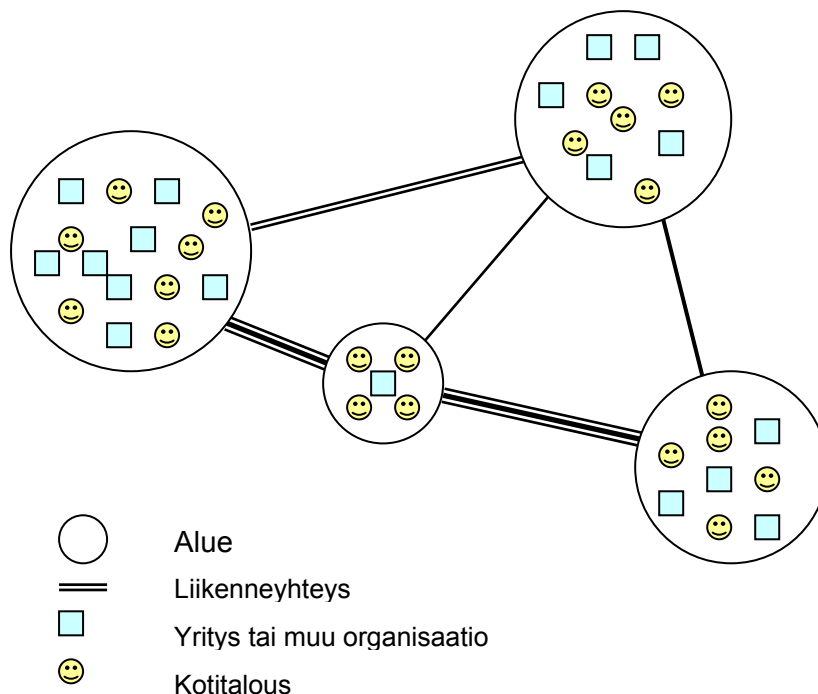 Alue
Liikenneyhteys
Yritys tai muu organisaatio
Kotitalous